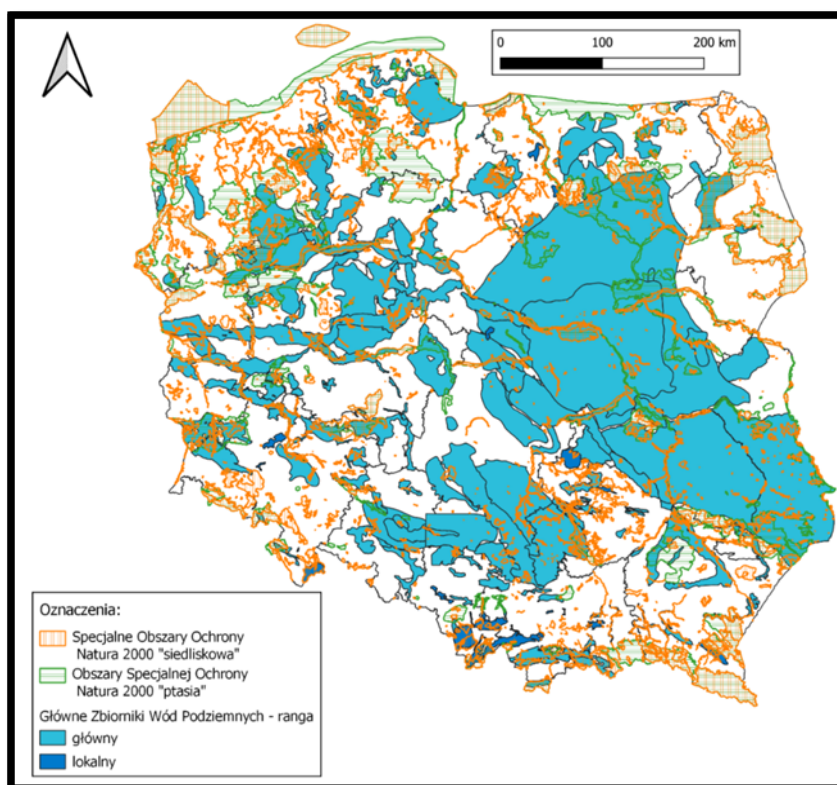 0 100 200 km
Oznaczenia:
Specjalne Obszary Ochrony
Natura 2000 "siedliskowa"
Obszary Specjalnej Ochrony
Natura 2000 "ptasia"
Główne Zbiorniki Wód Podziemnych - ranga
główny
lokalny